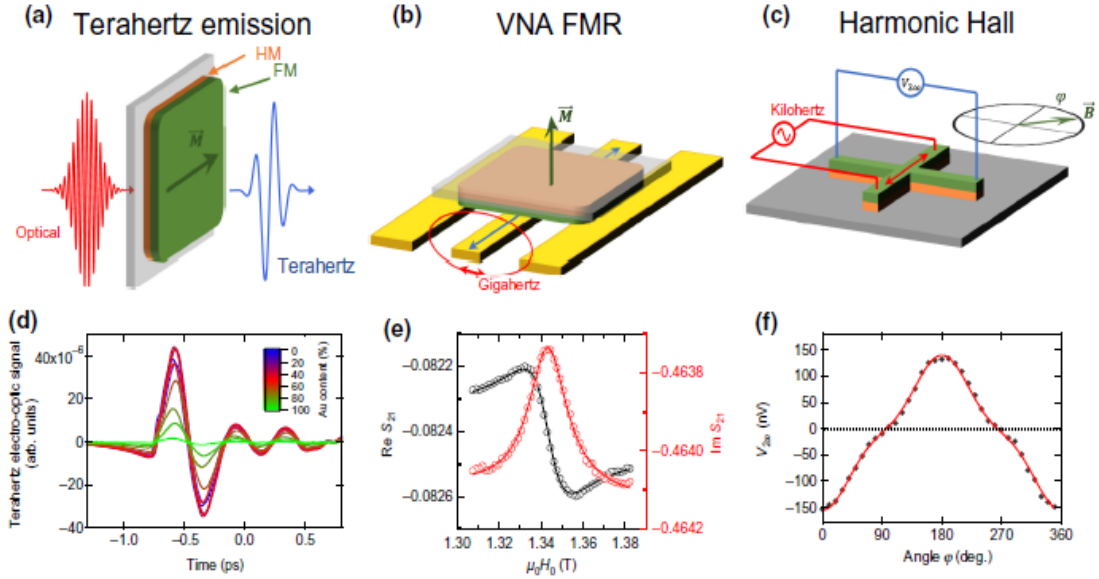 (a) Terahertz emission
HM
FM
M
Optical
Terahertz
(b) VNA FMR
M
Gigahertz
(c) Harmonic Hall
V2ω
Kilohertz
φ
B
(d)
Terahertz electro-optic signal
(arb. units)
40x10⁻⁶
20
0
−20
−40
−1.0 −0.5 0.0 0.5
Time (ps)
Au content (%)
0
20
40
60
80
100
(e)
Re S21
−0.0822
−0.0824
−0.0826
1.30 1.32 1.34 1.36 1.38
μ0H0 (T)
−0.4638
−0.4640
−0.4642
Im S21
(f)
V2ω (nV)
150
100
50
0
−50
−100
−150
0 90 180 270 360
Angle φ (deg.)